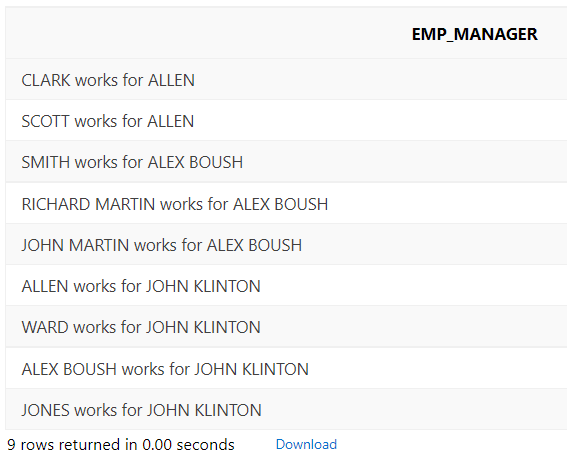 EMP_MANAGER
CLARK works for ALLEN
SCOTT works for ALLEN
SMITH works for ALEX BOUSH
RICHARD MARTIN works for ALEX BOUSH
JOHN MARTIN works for ALEX BOUSH
ALLEN works for JOHN KLINTON
WARD works for JOHN KLINTON
ALEX BOUSH works for JOHN KLINTON
JONES works for JOHN KLINTON
9 rows returned in 0.00 seconds Download